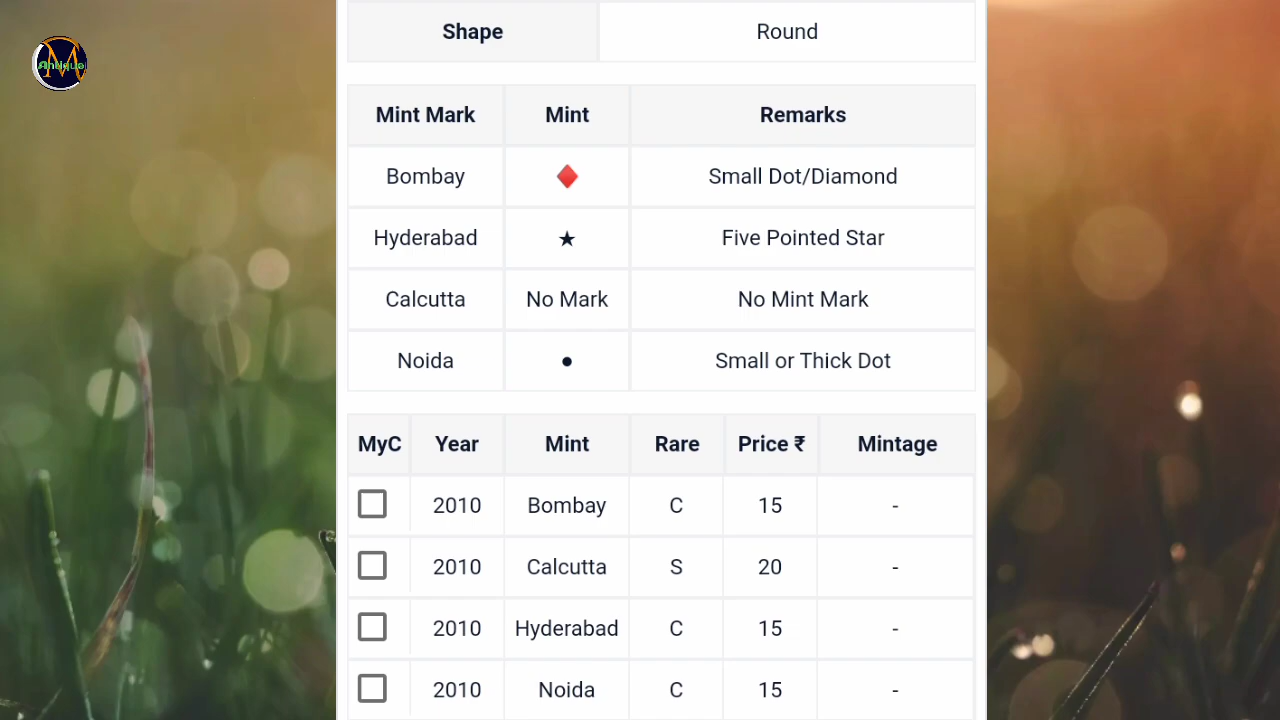 Antique
Shape Round
Mint Mark Mint Remarks
Bombay ♦ Small Dot/Diamond
Hyderabad ★ Five Pointed Star
Calcutta No Mark No Mint Mark
Noida ● Small or Thick Dot
MyC Year Mint Rare Price ₹ Mintage
2010 Bombay C 15 -
2010 Calcutta S 20 -
2010 Hyderabad C 15 -
2010 Noida C 15 -